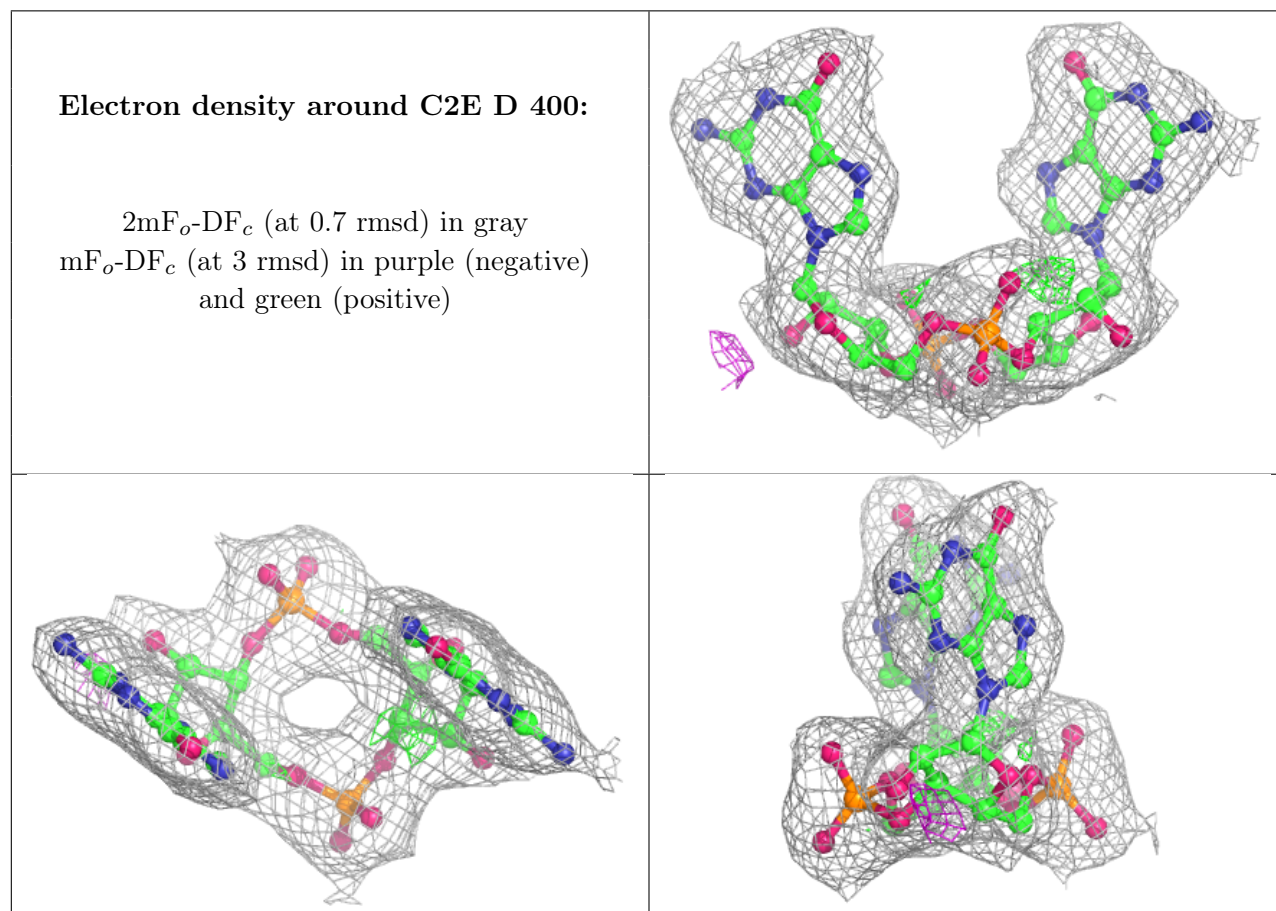 Electron density around C2E D 400:
2mFo-DFc (at 0.7 rmsd) in gray
mFo-DFc (at 3 rmsd) in purple (negative)
and green (positive)